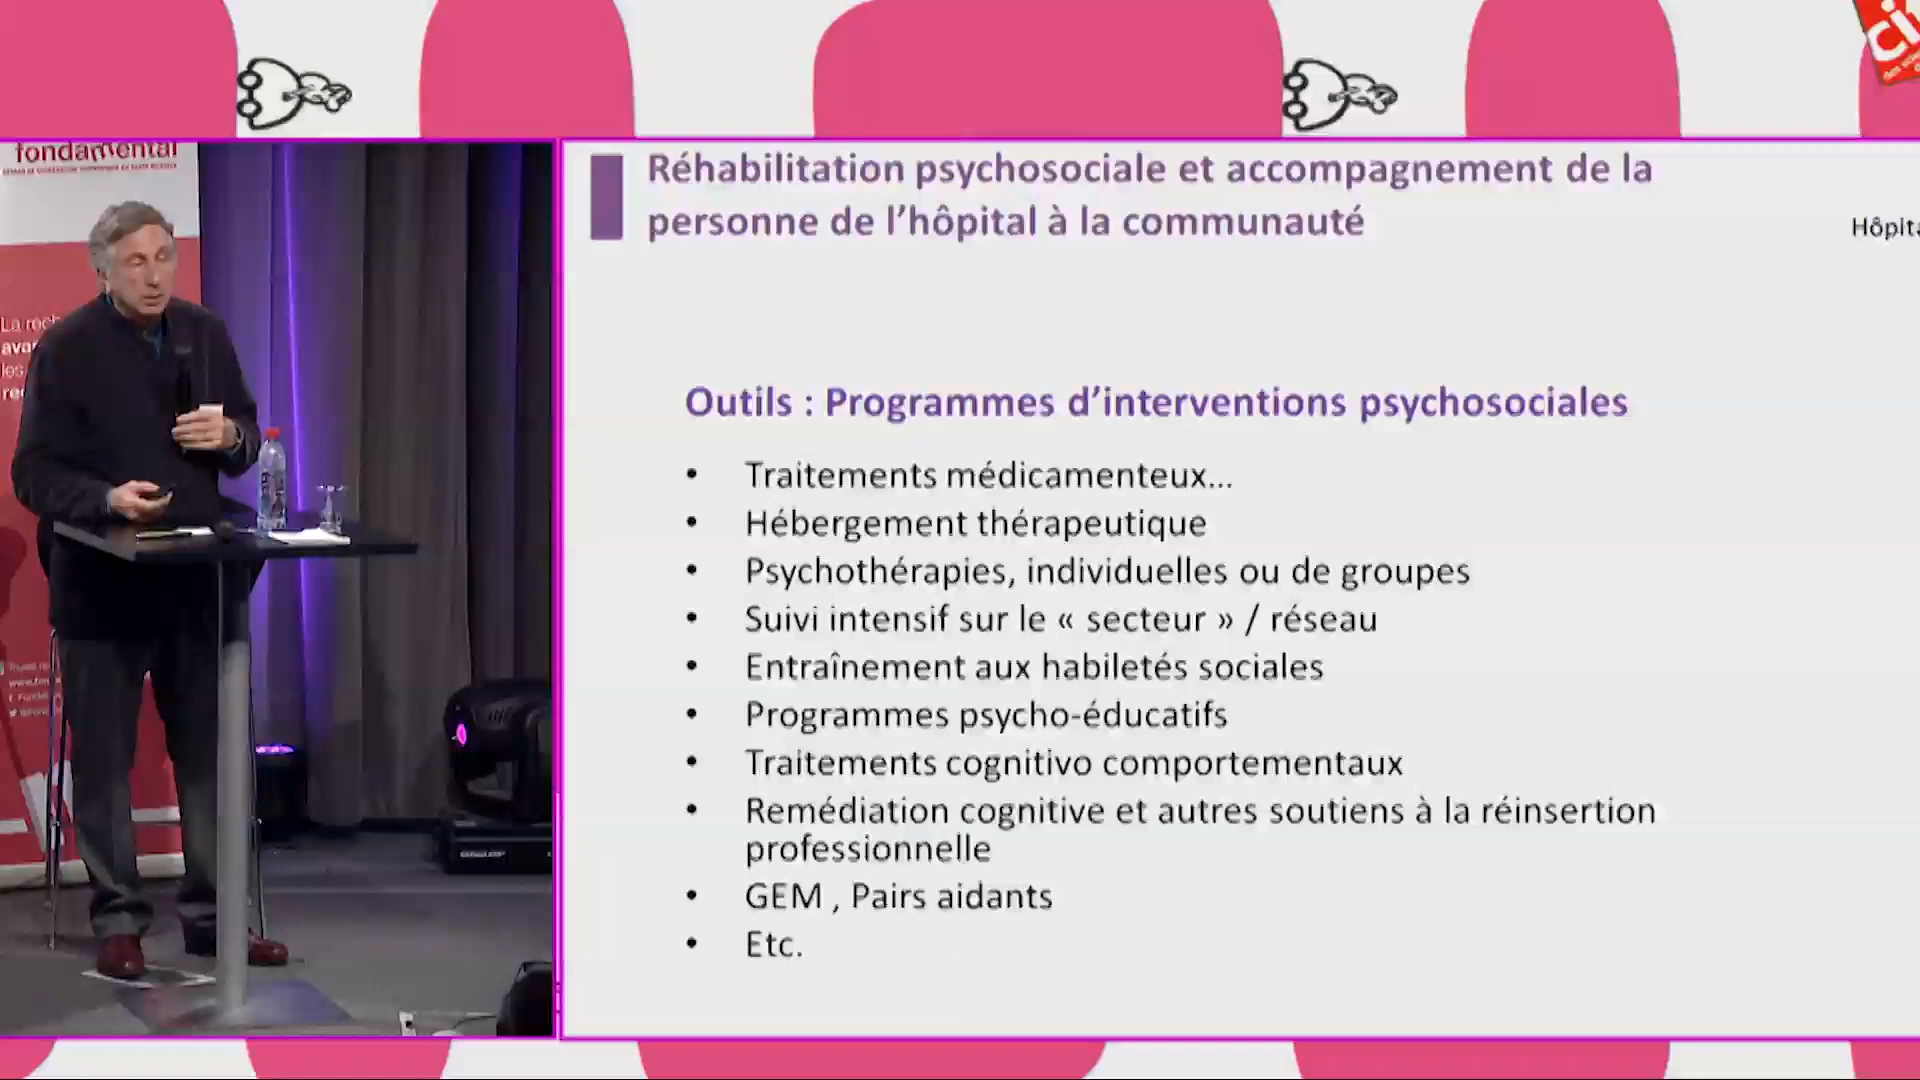 fondamental
Réhabilitation psychosociale et accompagnement de la
personne de l'hôpital à la communauté
Outils : Programmes d'interventions psychosociales
• Traitements médicamenteux...
• Hébergement thérapeutique
• Psychothérapies, individuelles ou de groupes
• Suivi intensif sur le « secteur » / réseau
• Entraînement aux habiletés sociales
• Programmes psycho-éducatifs
• Traitements cognitivo comportementaux
• Remédiation cognitive et autres soutiens à la réinsertion
professionnelle
• GEM , Pairs aidants
• Etc.